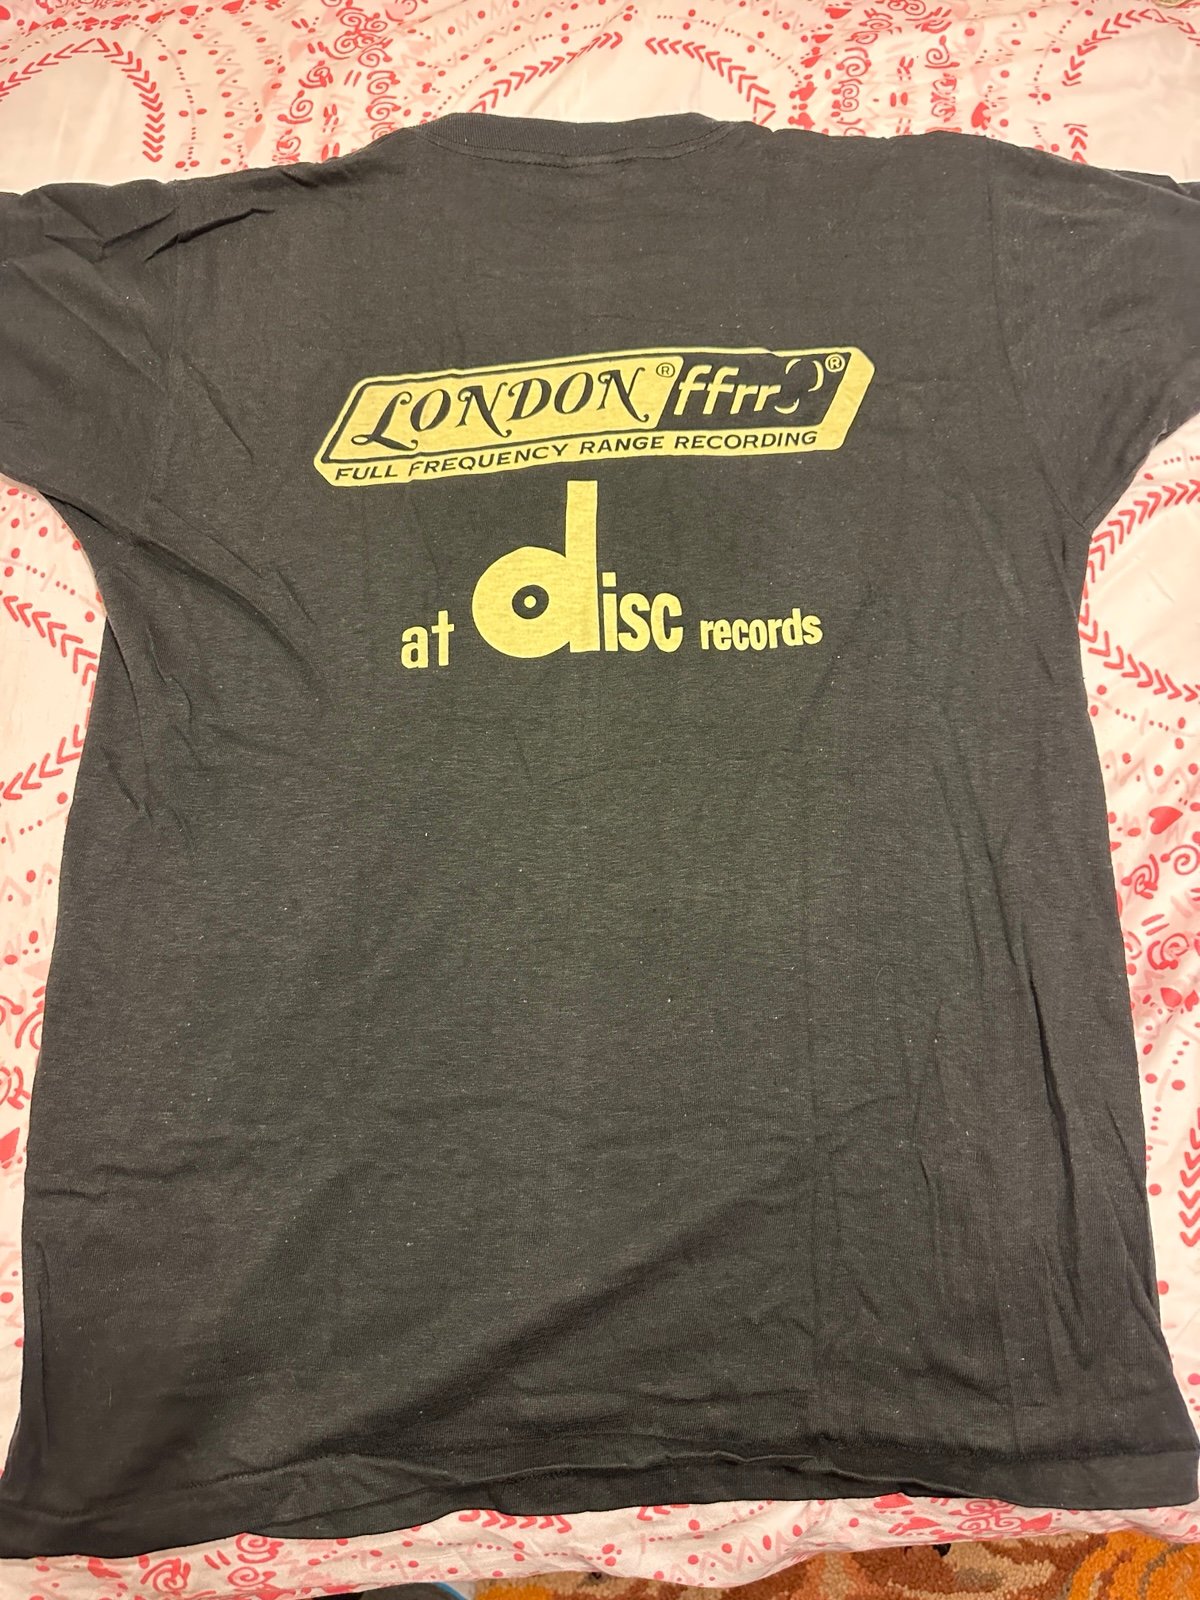 LONDON® ffrr®
FULL FREQUENCY RANGE RECORDING
at disc records